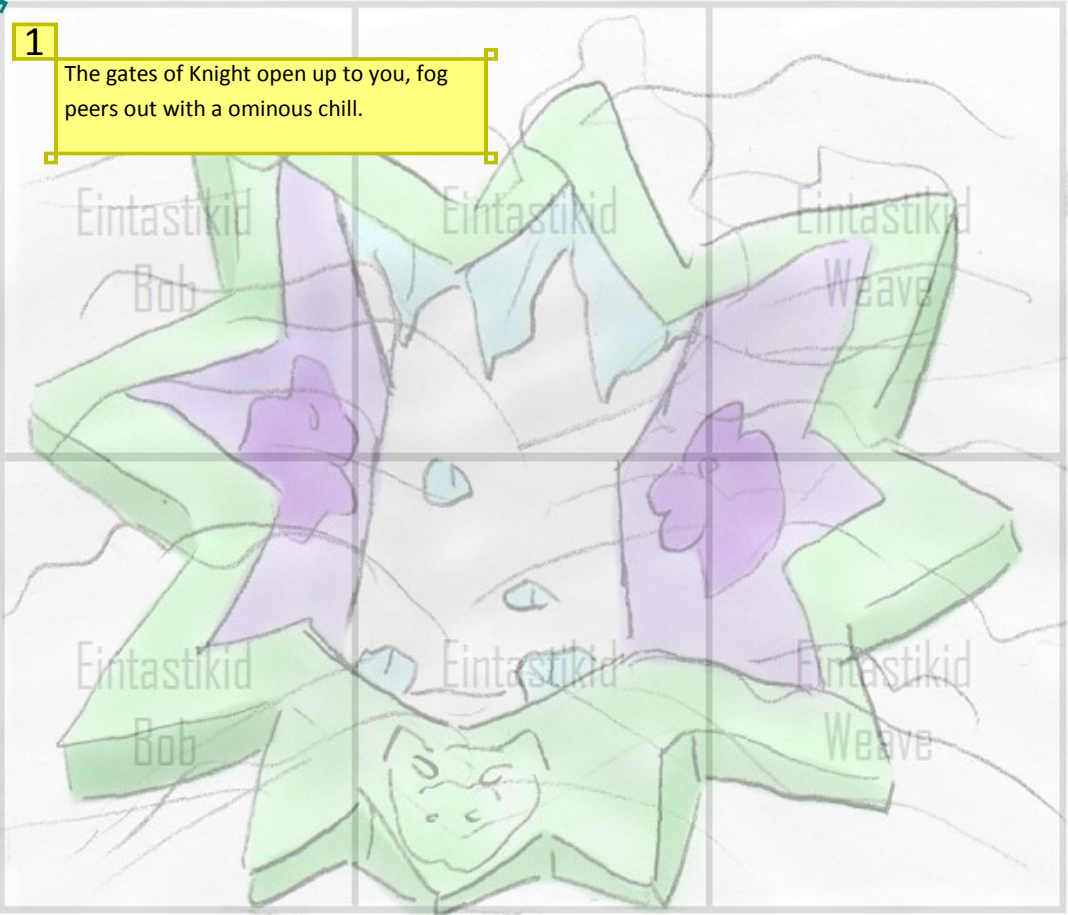 1
The gates of Knight open up to you, fog
peers out with a ominous chill.
Eintastikid Eintastikid Eintastikid
Bob Weave
Eintastikid Eintastikid Eintastikid
Bob Weave